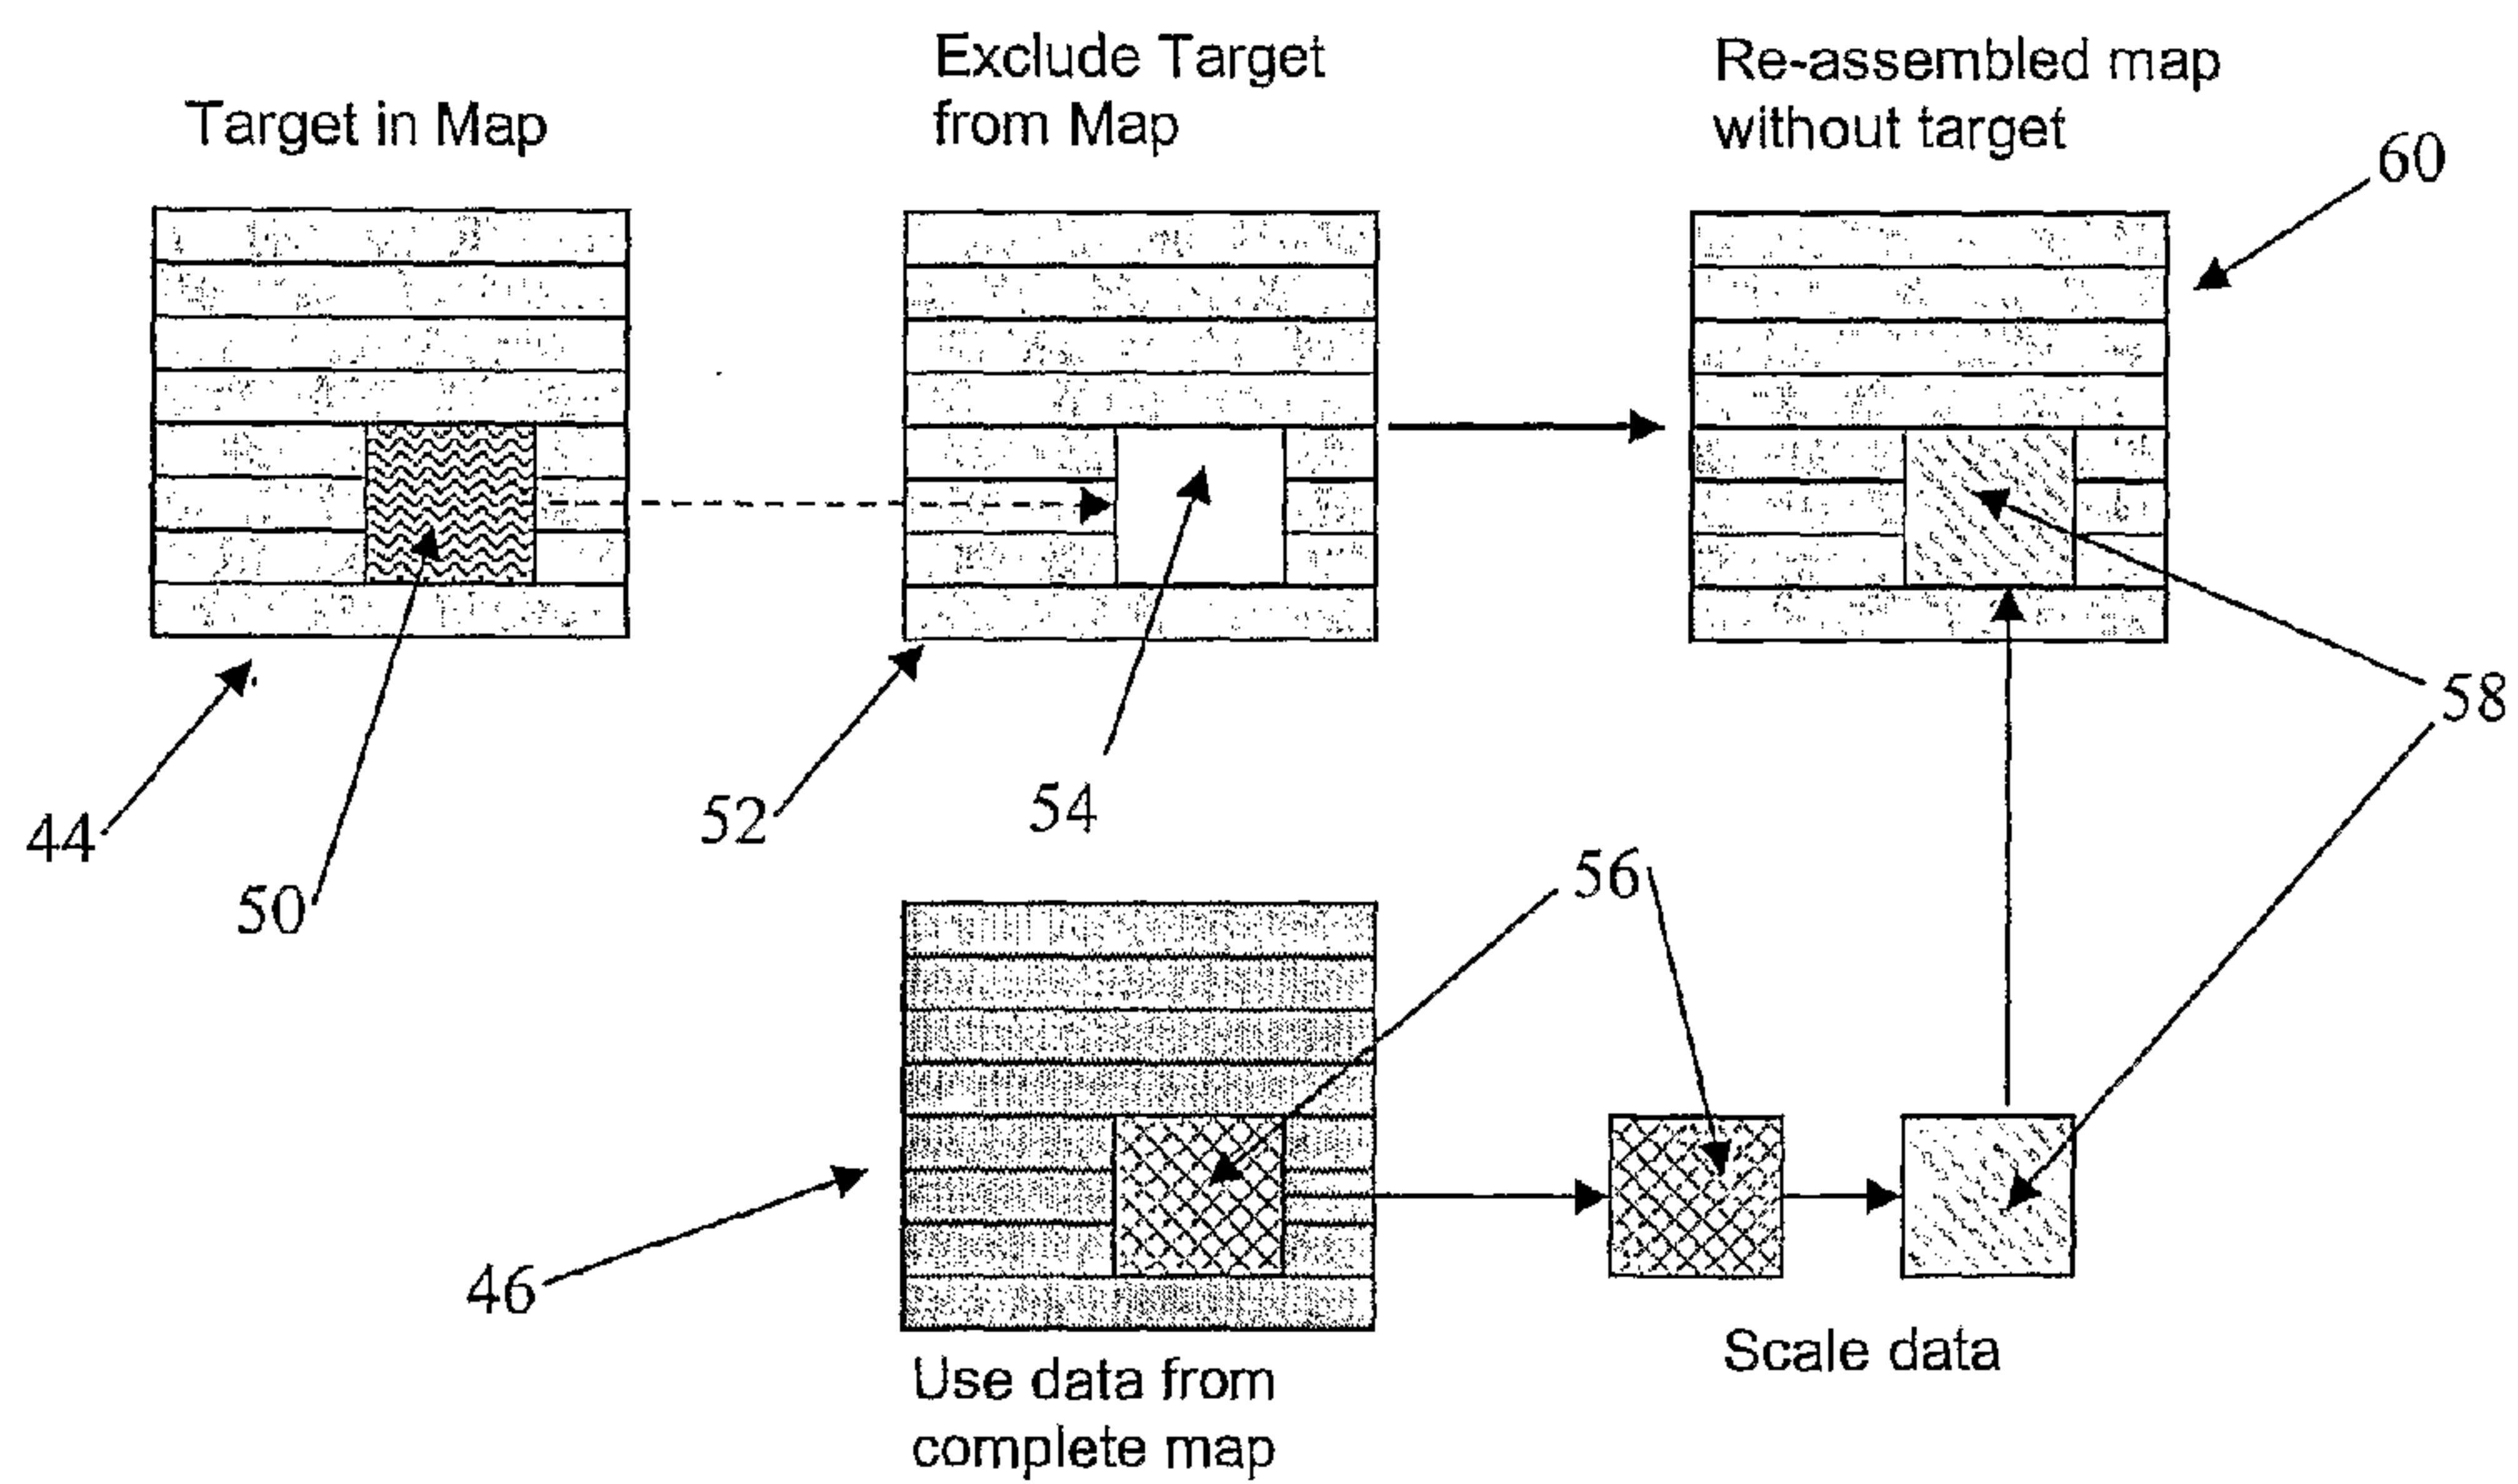 Target in Map
Exclude Target
from Map
Re-assembled map
without target
60
58
44
50
52
54
56
46
Use data from
complete map
Scale data